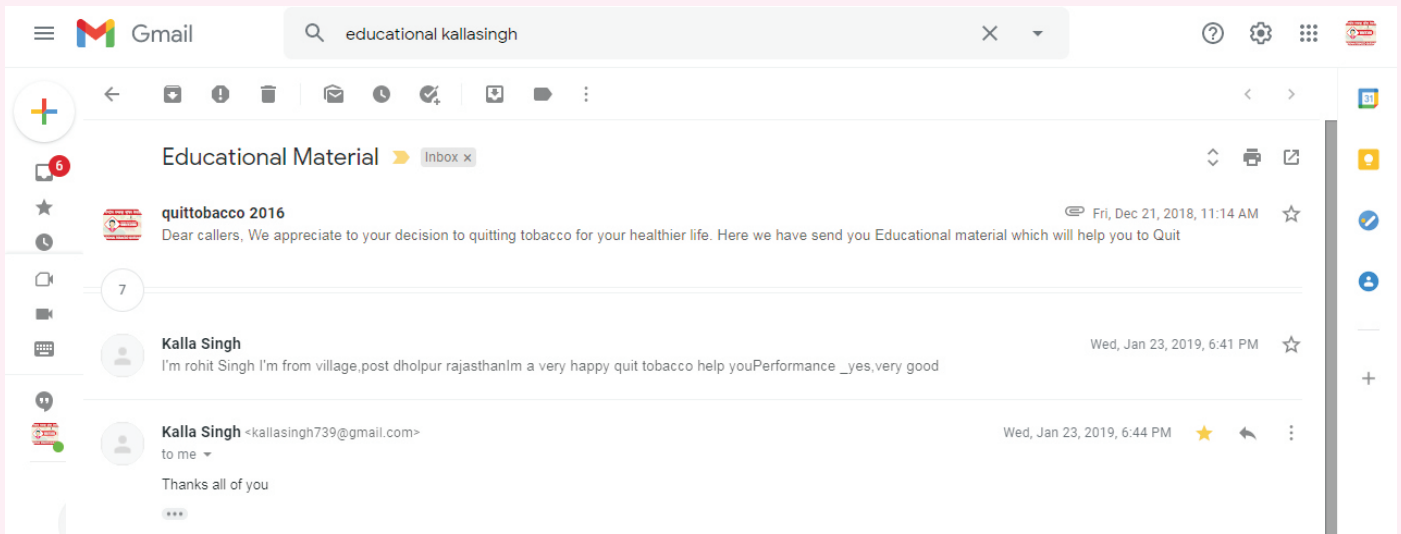 Gmail
educational kallasingh
Educational Material Inbox x
6
31
quittobacco 2016 Fri, Dec 21, 2018, 11:14 AM
Dear callers, We appreciate to your decision to quitting tobacco for your healthier life. Here we have send you Educational material which will help you to Quit
7
Kalla Singh Wed, Jan 23, 2019, 6:41 PM
I'm rohit Singh I'm from village,post dholpur rajasthanIm a very happy quit tobacco help youPerformance _yes,very good
Kalla Singh <kallasingh739@gmail.com> Wed, Jan 23, 2019, 6:44 PM
to me
Thanks all of you